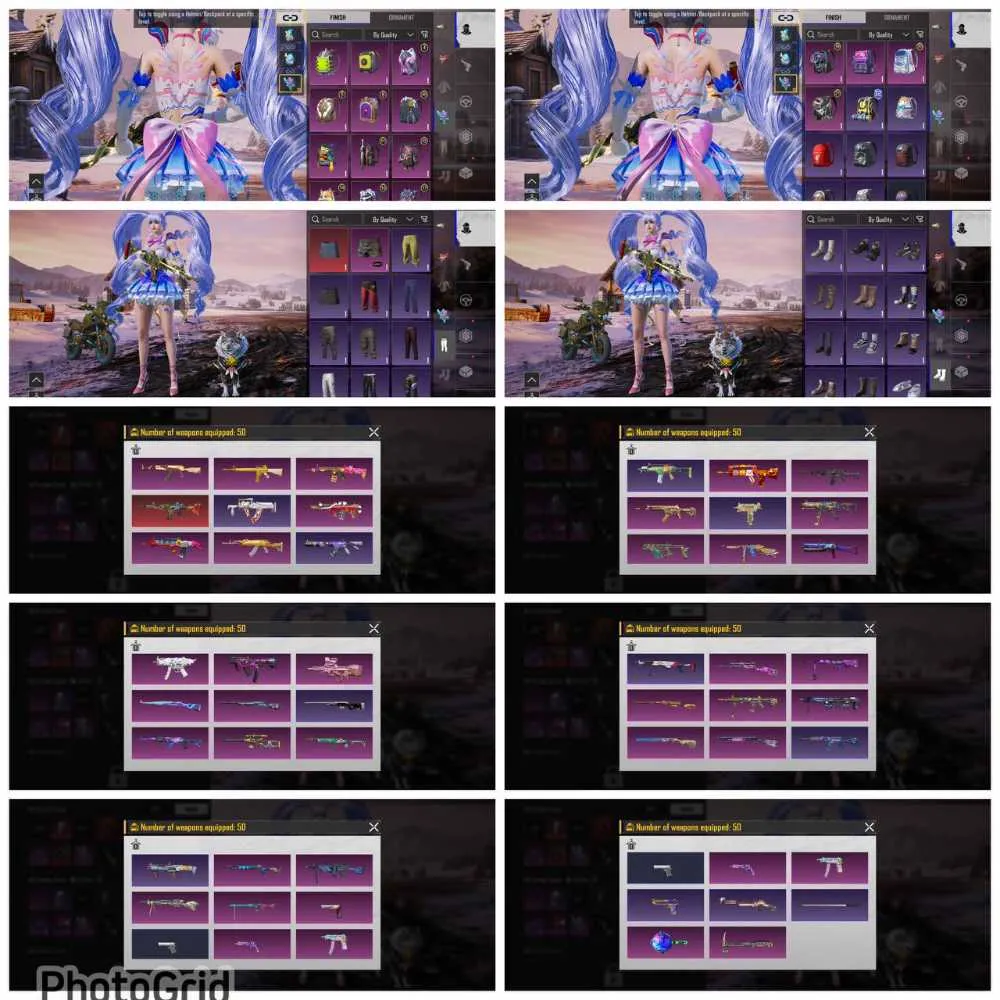 Tap to toggle using a Helmet/Backpack at a specific
level.
FINISH
ORNAMENT
Search
By Quality
Tap to toggle using a Helmet/Backpack at a specific
level.
FINISH
ORNAMENT
Search
By Quality
Search
By Quality
Search
By Quality
Number of weapons equipped: 50
Number of weapons equipped: 50
Number of weapons equipped: 50
Number of weapons equipped: 50
Number of weapons equipped: 50
Number of weapons equipped: 50
PhotoGrid